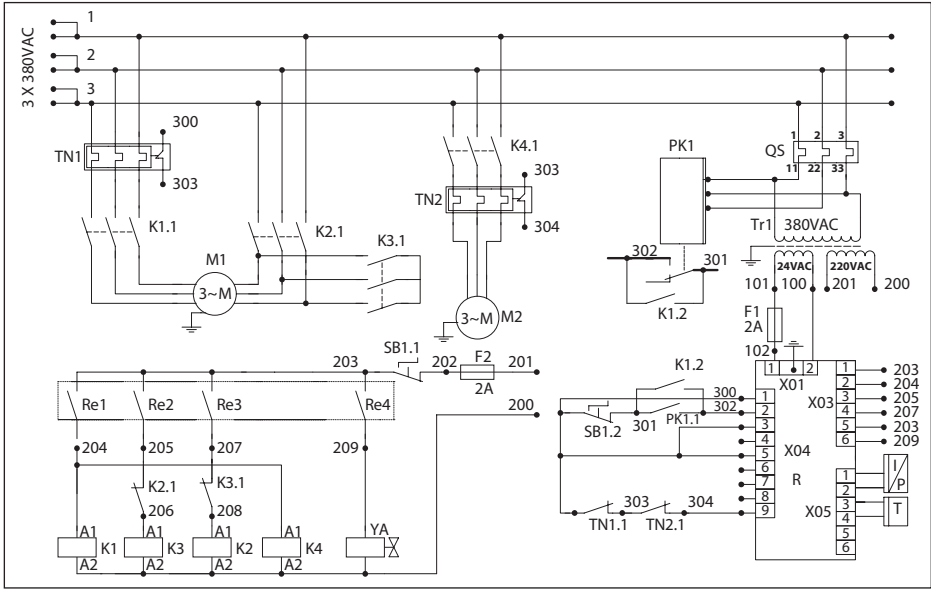 3 X 380VAC
1
2
3
TN1
300
303
K1.1
M1
3~M
K2.1
K3.1
K4.1
TN2
303
304
3~M
M2
PK1
302
301
K1.2
1 2 3
QS
11 22 33
Tr1 380VAC
24VAC
220VAC
101 100 201 200
F1
2A
102
203
SB1.1
202
F2
2A
201
200
Re1
Re2
Re3
Re4
204
205
207
209
K2.1
206
K3.1
208
A1
K1
A2
A1
K3
A2
A1
K2
A2
A1
K4
A2
YA
K1.2
300
302
SB1.2
301
PK1.1
TN1.1
303
TN2.1
304
1
2
X01
1
2
3
4
5
6
7
8
9
X04
R
1
2
3
4
5
6
X03
203
204
205
207
203
209
1
2
3
4
5
6
X05
I/P
T